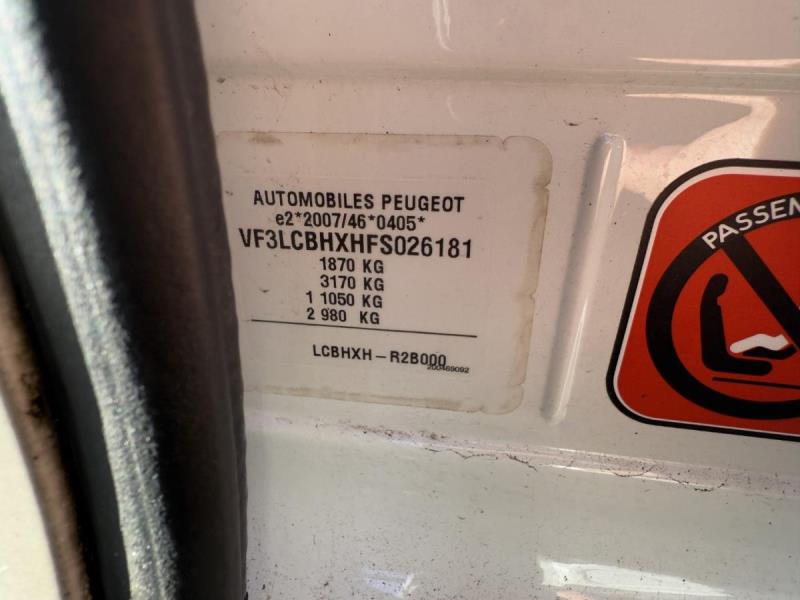 AUTOMOBILES PEUGEOT
e2*2007/46*0405*
VF3LCBHXHFS026181
1870 KG
3170 KG
1 1050 KG
2 980 KG
LCBHXH-R2B000
200469092